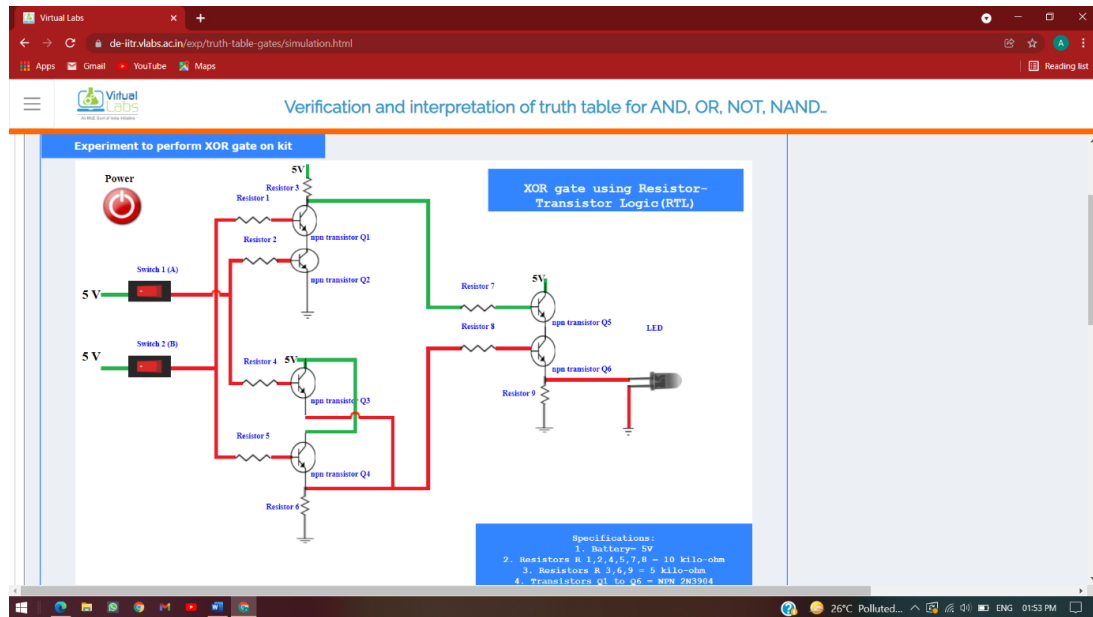 Virtual Labs
de-iitr.vlabs.ac.in/exp/truth-table-gates/simulation.html
A
Apps Gmail YouTube Maps Reading list
Virtual
Labs
Verification and interpretation of truth table for AND, OR, NOT, NAND...
Experiment to perform XOR gate on kit
Power
5V
Resistor 3
Resistor 1
XOR gate using Resistor-
Transistor Logic(RTL)
Resistor 2
npn transistor Q1
npn transistor Q2
Switch 1 (A)
5 V
Switch 2 (B)
5 V
Resistor 4 5V
npn transistor Q3
Resistor 5
npn transistor Q4
Resistor 6
5V
Resistor 7
npn transistor Q5
Resistor 8
npn transistor Q6
LED
Resistor 9
Specifications:
1. Battery- 5V
2. Resistors R 1,2,4,5,7,8 - 10 kilo-ohm
3. Resistors R 3,6,9 - 5 kilo-ohm
4. Transistors Q1 to Q6 - NPN 2N3904
26°C Polluted... ENG 01:53 PM